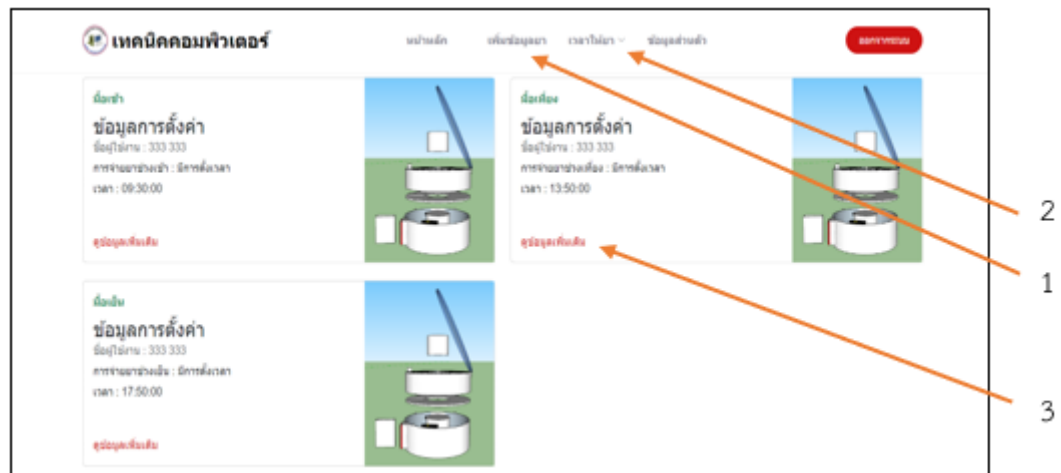 เทคนิคคอมพิวเตอร์
หน้าหลัก เพิ่มข้อมูลยา เวลาให้ยา ข้อมูลส่วนตัว ออกจากระบบ
มื้อเช้า
ข้อมูลการตั้งค่า
ชื่อผู้ใช้งาน : 333 333
การจ่ายยาช่วงเช้า : มีการตั้งเวลา
เวลา : 09:30:00
ดูข้อมูลเพิ่มเติม
มื้อเที่ยง
ข้อมูลการตั้งค่า
ชื่อผู้ใช้งาน : 333 333
การจ่ายยาช่วงเที่ยง : มีการตั้งเวลา
เวลา : 13:50:00
ดูข้อมูลเพิ่มเติม
มื้อเย็น
ข้อมูลการตั้งค่า
ชื่อผู้ใช้งาน : 333 333
การจ่ายยาช่วงเย็น : มีการตั้งเวลา
เวลา : 17:50:00
ดูข้อมูลเพิ่มเติม
2
1
3